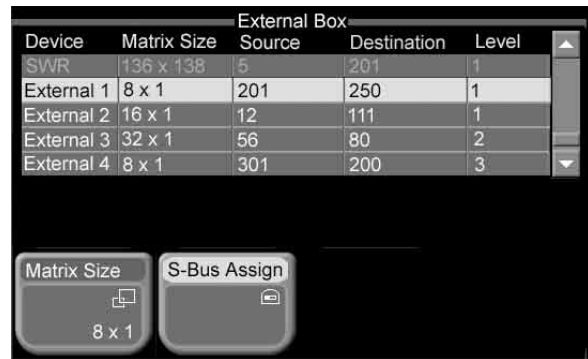 External Box
Device Matrix Size Source Destination Level
SWR 136 x 138 5 201 1
External 1 8 x 1 201 250 1
External 2 16 x 1 12 111 1
External 3 32 x 1 56 80 2
External 4 8 x 1 301 200 3
Matrix Size S-Bus Assign
8 x 1